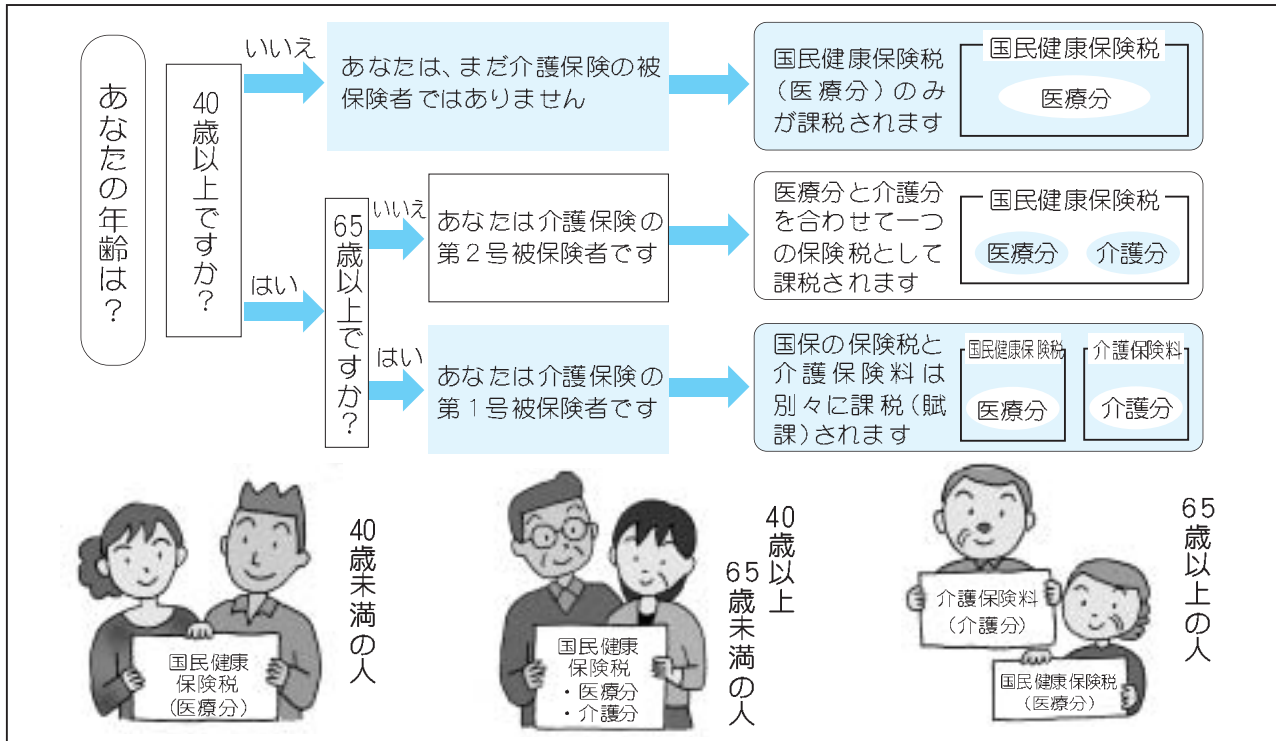 あなたの年齢は？
40歳以上ですか？
いいえ
あなたは、まだ介護保険の被
保険者ではありません
国民健康保険税
（医療分）のみ
が課税されます
国民健康保険税
医療分
はい
65歳以上ですか？
いいえ
あなたは介護保険の
第２号被保険者です
医療分と介護分
を合わせて一つ
の保険税として
課税されます
国民健康保険税
医療分
介護分
はい
あなたは介護保険の
第１号被保険者です
国保の保険税と
介護保険料は
別々に課税（賦
課）されます
国民健康保険税
医療分
介護保険料
介護分
40歳未満の人
国民健康
保険税
（医療分）
40歳以上
65歳未満の人
国民健康
保険税
・医療分
・介護分
65歳以上の人
介護保険料
（介護分）
国民健康保険税
（医療分）